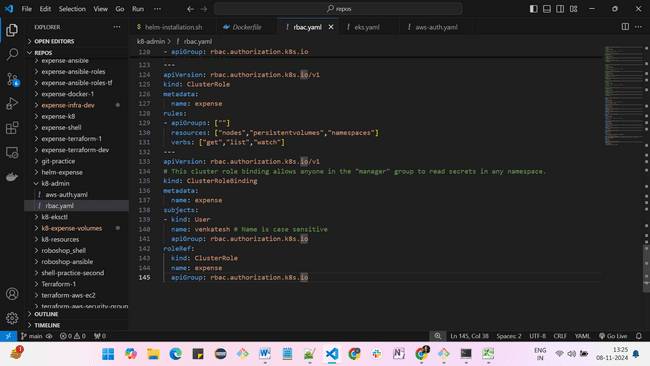 File Edit Selection View Go Run
repos
EXPLORER
OPEN EDITORS
REPOS
expense-ansible
expense-ansible-roles
expense-ansible-roles-tf
expense-docker-1
expense-infra-dev
expense-k8
expense-shell
expense-terraform-1
expense-terraform-dev
git-practice
helm-expense
k8-admin
aws-auth.yaml
rbac.yaml
k8-eksctl
k8-expense-volumes
k8-resources
roboshop_shell
roboshop-ansible
shell-practice-second
Terraform-1
terraform-aws-ec2
terraform-aws-security-group
OUTLINE
TIMELINE
helm-installation.sh Dockerfile rbac.yaml eks.yaml aws-auth.yaml
k8-admin > rbac.yaml
120 - apiGroup: rbac.authorization.k8s.io
123 ---
124 apiVersion: rbac.authorization.k8s.io/v1
125 kind: ClusterRole
126 metadata:
127 name: expense
128 rules:
129 - apiGroups: [""]
130 resources: ["nodes","persistentvolumes","namespaces"]
131 verbs: ["get","list","watch"]
132 ---
133 apiVersion: rbac.authorization.k8s.io/v1
134 # This cluster role binding allows anyone in the "manager" group to read secrets in any namespace.
135 kind: ClusterRoleBinding
136 metadata:
137 name: expense
138 subjects:
139 - kind: User
140 name: venkatesh # Name is case sensitive
141 apiGroup: rbac.authorization.k8s.io
142 roleRef:
143 kind: ClusterRole
144 name: expense
145 apiGroup: rbac.authorization.k8s.io
main 0 0 0 Ln 145, Col 38 Spaces: 2 UTF-8 CRLF YAML Go Live
ENG
IN
13:25
08-11-2024